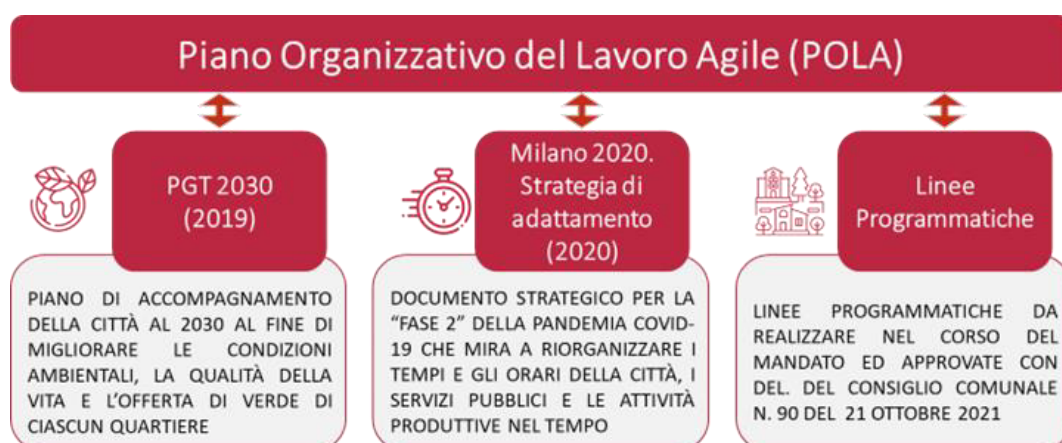 Piano Organizzativo del Lavoro Agile (POLA)
PGT 2030
(2019)
PIANO DI ACCOMPAGNAMENTO
DELLA CITTÀ AL 2030 AL FINE DI
MIGLIORARE LE CONDIZIONI
AMBIENTALI, LA QUALITÀ DELLA
VITA E L'OFFERTA DI VERDE DI
CIASCUN QUARTIERE
Milano 2020.
Strategia di
adattamento
(2020)
DOCUMENTO STRATEGICO PER LA
"FASE 2" DELLA PANDEMIA COVID-
19 CHE MIRA A RIORGANIZZARE I
TEMPI E GLI ORARI DELLA CITTÀ, I
SERVIZI PUBBLICI E LE ATTIVITÀ
PRODUTTIVE NEL TEMPO
Linee
Programmatiche
LINEE PROGRAMMATICHE DA
REALIZZARE NEL CORSO DEL
MANDATO ED APPROVATE CON
DEL. DEL CONSIGLIO COMUNALE
N. 90 DEL 21 OTTOBRE 2021